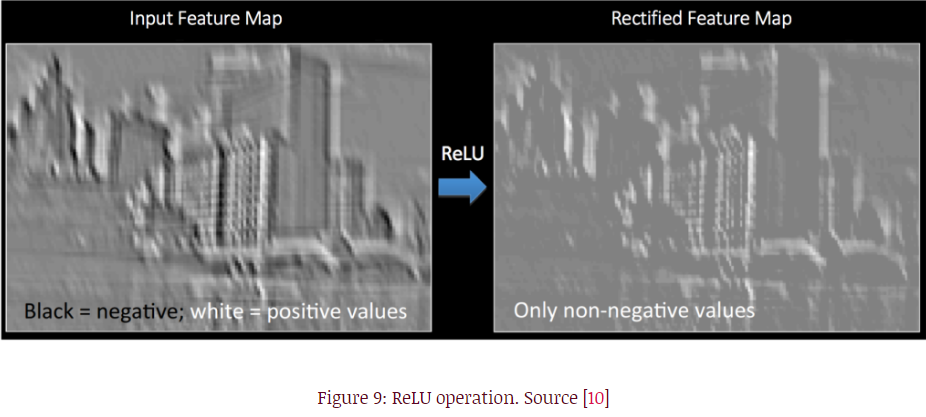 Input Feature Map
Rectified Feature Map
ReLU
Black = negative; white = positive values
Only non-negative values
Figure 9: ReLU operation. Source [10]